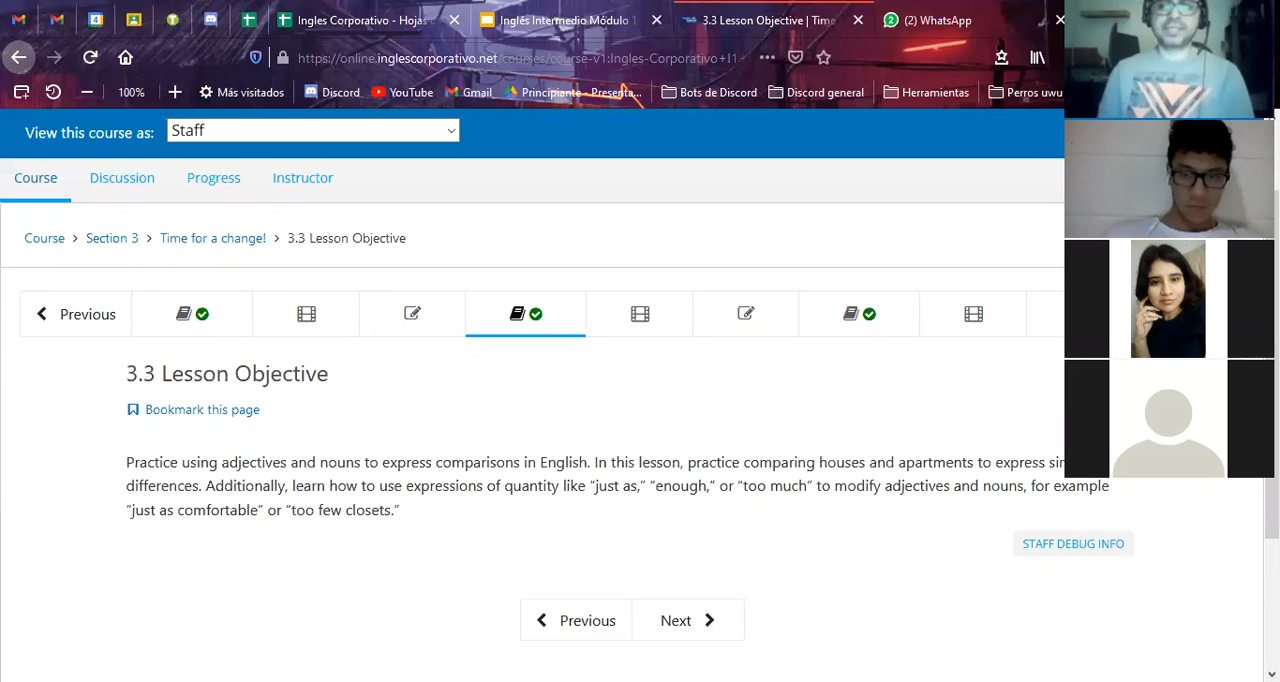 Ingles Corporativo - Hojas
Inglés Intermedio Módulo
3.3 Lesson Objective | Time
(2) WhatsApp
https://online.inglescorporativo.net/courses/course-v1:Ingles-Corporativo+I1
100%
Más visitados
Discord
YouTube
Gmail
Principiante - Presenta...
Bots de Discord
Discord general
Herramientas
Perros uwu
View this course as:
Staff
Course
Discussion
Progress
Instructor
Course > Section 3 > Time for a change! > 3.3 Lesson Objective
Previous
3.3 Lesson Objective
Bookmark this page
Practice using adjectives and nouns to express comparisons in English. In this lesson, practice comparing houses and apartments to express
differences. Additionally, learn how to use expressions of quantity like “just as,” “enough,” or “too much” to modify adjectives and nouns, for example
“just as comfortable” or “too few closets.”
STAFF DEBUG INFO
Previous
Next